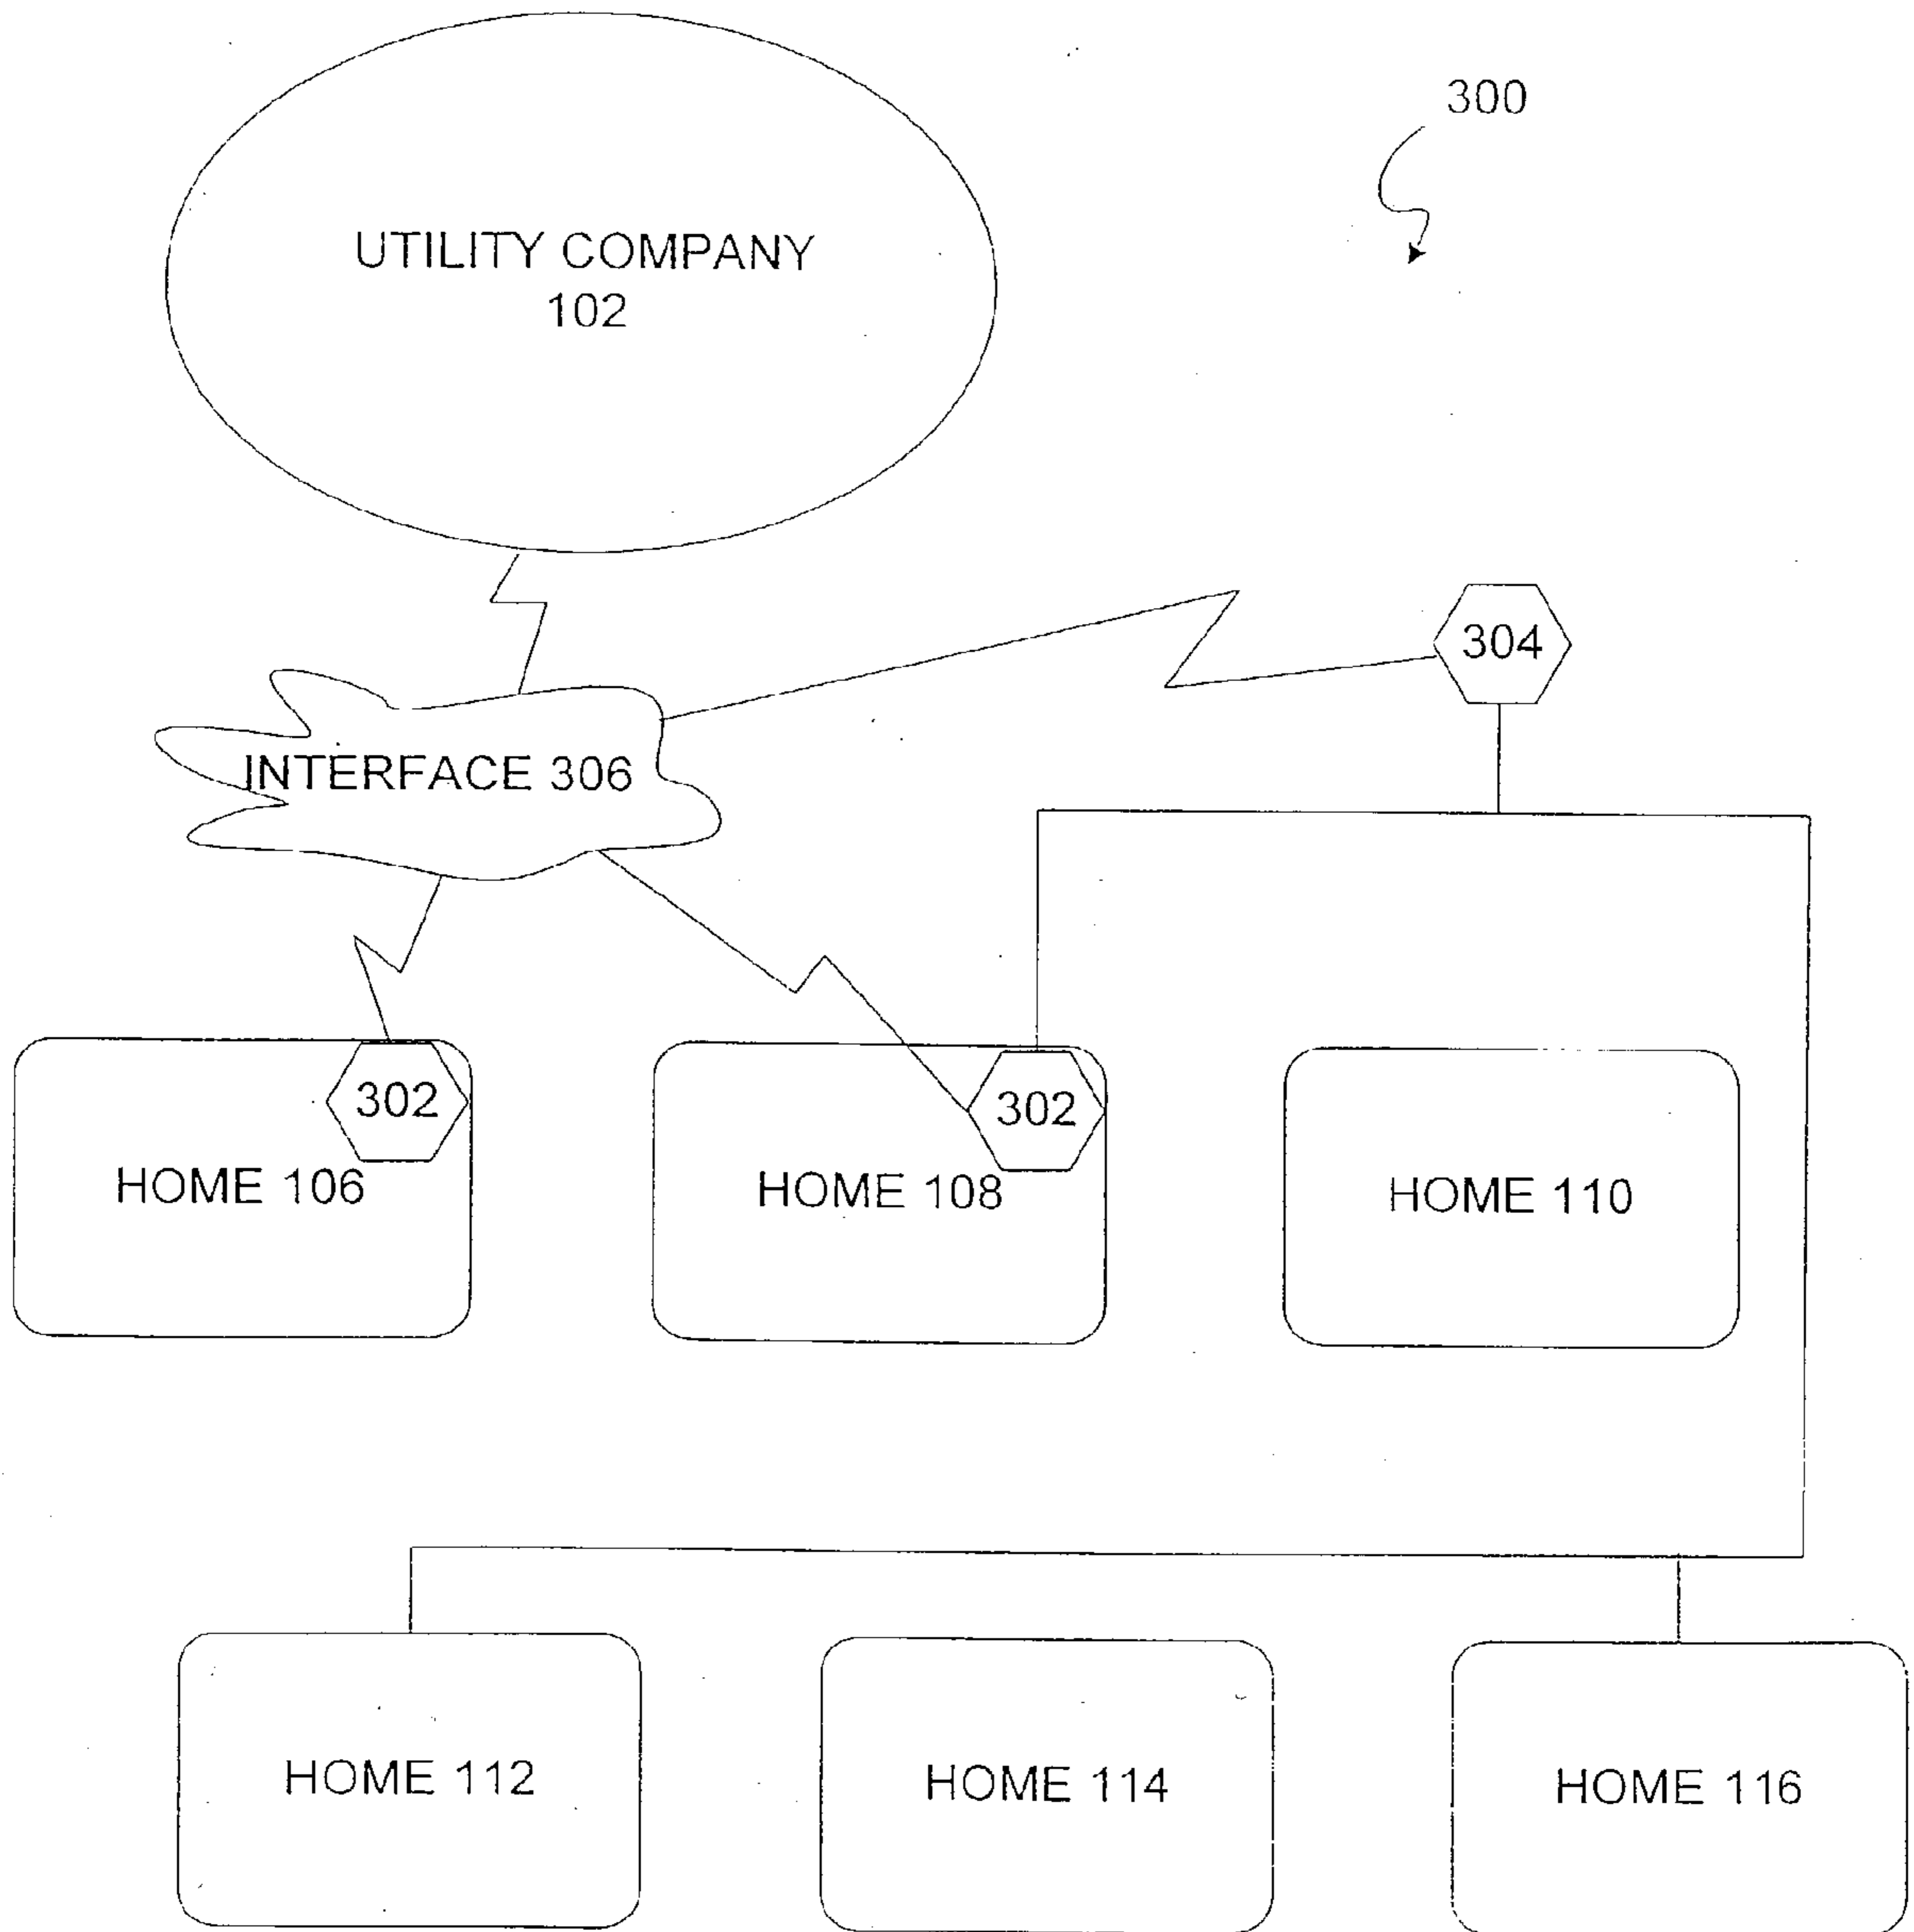 300
UTILITY COMPANY
102
304
INTERFACE 306
302
HOME 106
302
HOME 108
HOME 110
HOME 112
HOME 114
HOME 116